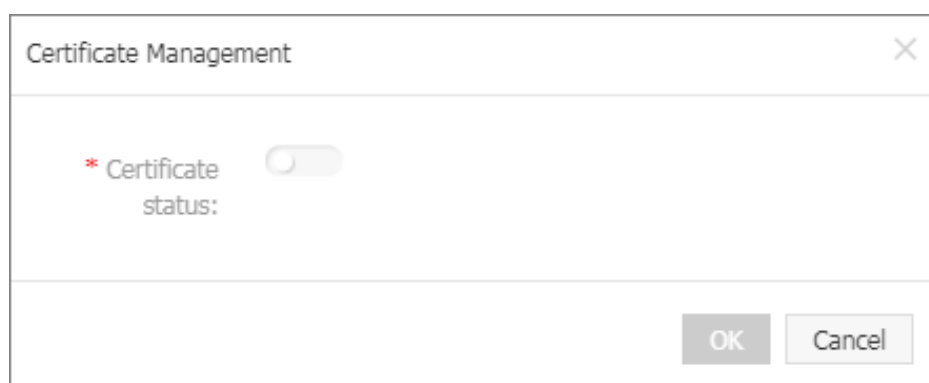 Certificate Management
* Certificate
status:
OK
Cancel